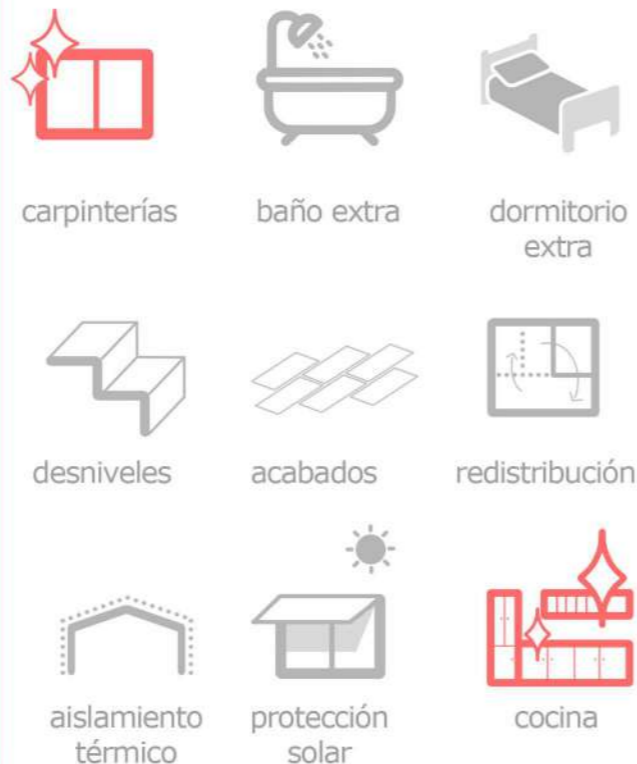 carpinterías
baño extra
dormitorio
extra
desniveles
acabados
redistribución
aislamiento
térmico
protección
solar
cocina